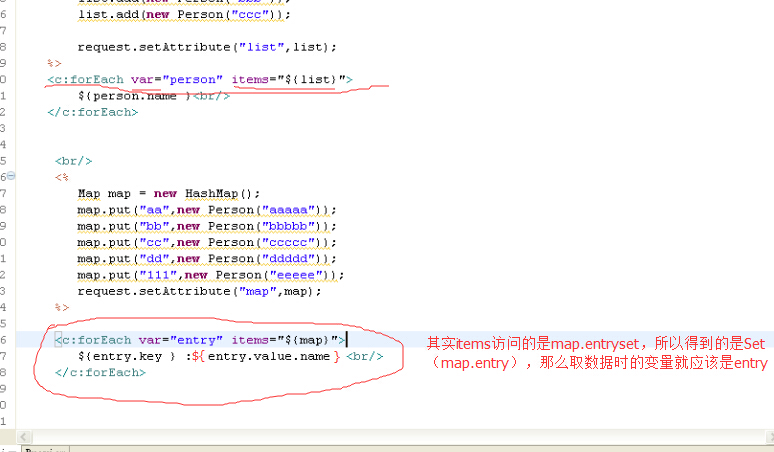 list.add(new Person("bbb"));
6 list.add(new Person("ccc"));
7
8 request.setAttribute("list",list);
9 %>
0 <c:forEach var="person" items="${list}">
1 ${person.name }<br/>
2 </c:forEach>
3
4
5 <br/>
6 <%
7 Map map = new HashMap();
8 map.put("aa",new Person("aaaaa"));
9 map.put("bb",new Person("bbbbb"));
0 map.put("cc",new Person("ccccc"));
1 map.put("dd",new Person("ddddd"));
2 map.put("111",new Person("eeeee"));
3 request.setAttribute("map",map);
4 %>
5
6 <c:forEach var="entry" items="${map}">
其实items访问的是map.entryset，所以得到的是Set
7 ${entry.key } :${entry.value.name} <br/>
（map.entry），那么取数据时的变量就应该是entry
8 </c:forEach>
9
0
1